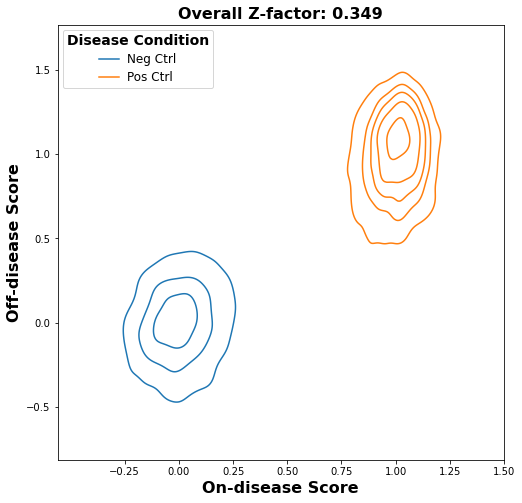 Overall Z-factor: 0.349
Disease Condition
Neg Ctrl
Pos Ctrl
Off-disease Score
1.5
1.0
0.5
0.0
−0.5
−0.25
0.00
0.25
0.50
0.75
1.00
1.25
1.50
On-disease Score